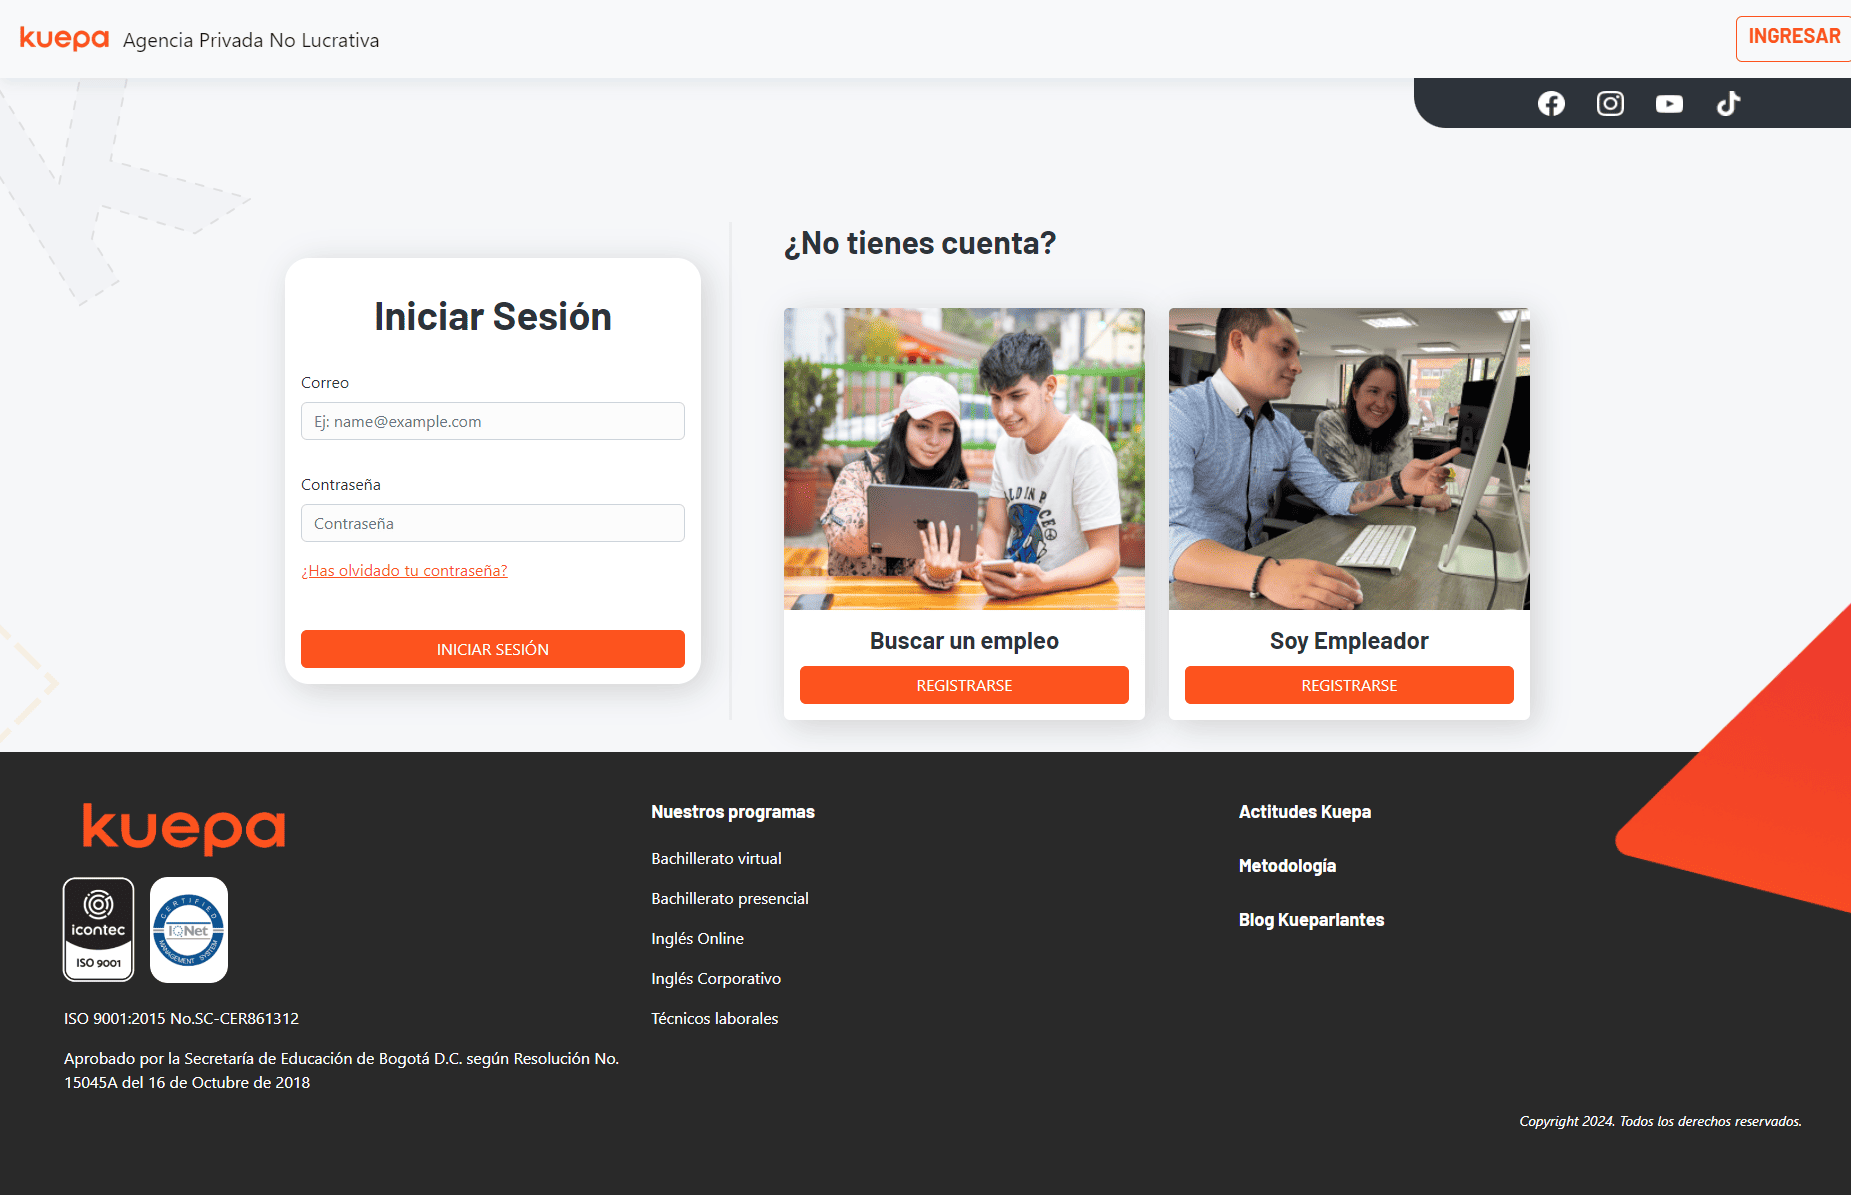 kuepa Agencia Privada No Lucrativa
INGRESAR
¿No tienes cuenta?
Iniciar Sesión
Correo
Ej: name@example.com
Contraseña
Contraseña
¿Has olvidado tu contraseña?
INICIAR SESIÓN
Buscar un empleo
REGISTRARSE
Soy Empleador
REGISTRARSE
kuepa
icontec
ISO 9001
CERTIFIED
IQNet
MANAGEMENT SYSTEM
ISO 9001:2015 No.SC-CER861312
Aprobado por la Secretaría de Educación de Bogotá D.C. según Resolución No.
15045A del 16 de Octubre de 2018
Nuestros programas
Bachillerato virtual
Bachillerato presencial
Inglés Online
Inglés Corporativo
Técnicos laborales
Actitudes Kuepa
Metodología
Blog Kueparlantes
Copyright 2024. Todos los derechos reservados.